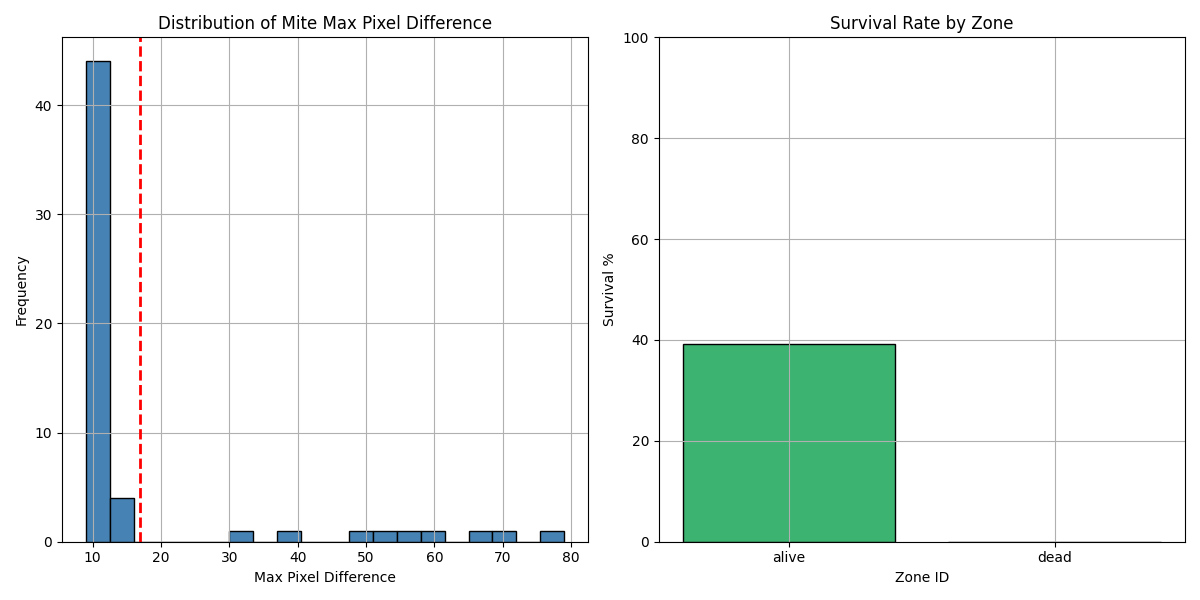 Distribution of Mite Max Pixel Difference
Frequency
40
30
20
10
0
10 20 30 40 50 60 70 80
Max Pixel Difference
Survival Rate by Zone
Survival %
100
80
60
40
20
0
alive dead
Zone ID